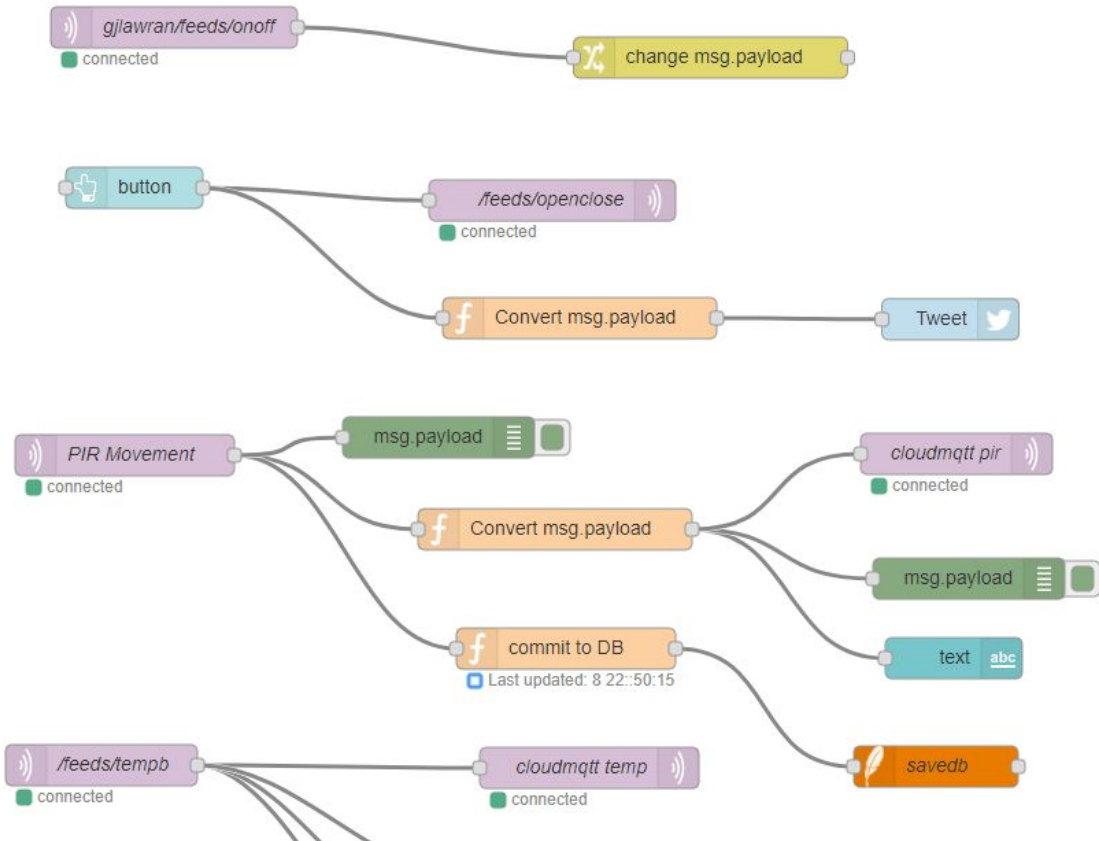 gjlawran/feeds/onoff
connected
change msg.payload
button
/feeds/openclose
connected
Convert msg.payload
Tweet
msg.payload
PIR Movement
connected
cloudmqtt pir
connected
Convert msg.payload
msg.payload
commit to DB
Last updated: 8 22::50:15
text abc
/feeds/tempb
connected
cloudmqtt temp
connected
savedb